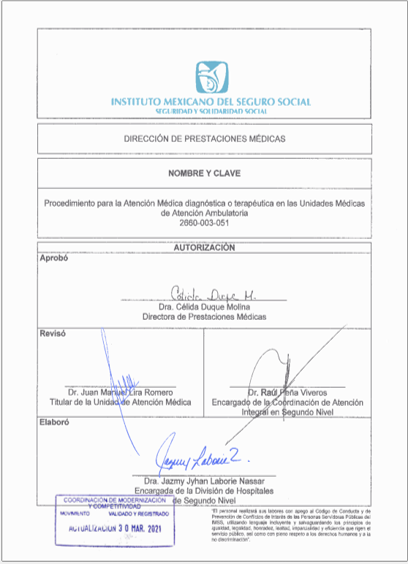 INSTITUTO MEXICANO DEL SEGURO SOCIAL
SEGURIDAD Y SOLIDARIDAD SOCIAL
DIRECCIÓN DE PRESTACIONES MÉDICAS
NOMBRE Y CLAVE
Procedimiento para la Atención Médica diagnóstica o terapéutica en las Unidades Médicas
de Atención Ambulatoria
2660-003-051
AUTORIZACIÓN
Aprobó
Célida Duque M.
Dra. Célida Duque Molina
Directora de Prestaciones Médicas
Revisó
Dr. Juan Manuel Lira Romero
Titular de la Unidad de Atención Médica
Dr. Raúl Peña Viveros
Encargado de la Coordinación de Atención
Integral en Segundo Nivel
Elaboró
Jazmy Laborie
Dra. Jazmy Jyhan Laborie Nassar
Encargada de la División de Hospitales
de Segundo Nivel
COORDINACIÓN DE MODERNIZACIÓN
Y COMPETITIVIDAD
MOVIMIENTO VALIDADO Y REGISTRADO
ACTUALIZACIÓN 30 MAR. 2021
"El personal realizará sus labores con apego al Código de Conducta y de
Prevención de Conflictos de Interés de las Personas Servidoras Públicas del
IMSS, utilizando lenguaje incluyente y salvaguardando los principios de
igualdad, legalidad, honradez, lealtad, imparcialidad y eficiencia que rigen el
servicio público, así como con pleno respeto a los derechos humanos y a la
no discriminación".